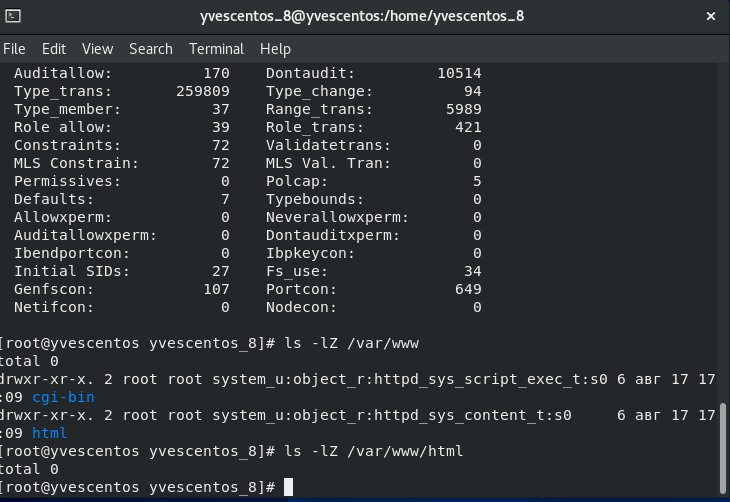 yvescentos_8@yvescentos:/home/yvescentos_8 ×
File Edit View Search Terminal Help
Auditallow: 170 Dontaudit: 10514
Type_trans: 259809 Type_change: 94
Type_member: 37 Range_trans: 5989
Role allow: 39 Role_trans: 421
Constraints: 72 Validatetrans: 0
MLS Constrain: 72 MLS Val. Tran: 0
Permissives: 0 Polcap: 5
Defaults: 7 Typebounds: 0
Allowxperm: 0 Neverallowxperm: 0
Auditallowxperm: 0 Dontauditxperm: 0
Ibendportcon: 0 Ibpkeycon: 0
Initial SIDs: 27 Fs_use: 34
Genfscon: 107 Portcon: 649
Netifcon: 0 Nodecon: 0
[root@yvescentos yvescentos_8]# ls -lZ /var/www
total 0
drwxr-xr-x. 2 root root system_u:object_r:httpd_sys_script_exec_t:s0 6 авг 17 17
:09 cgi-bin
drwxr-xr-x. 2 root root system_u:object_r:httpd_sys_content_t:s0 6 авг 17 17
:09 html
[root@yvescentos yvescentos_8]# ls -lZ /var/www/html
total 0
[root@yvescentos yvescentos_8]#